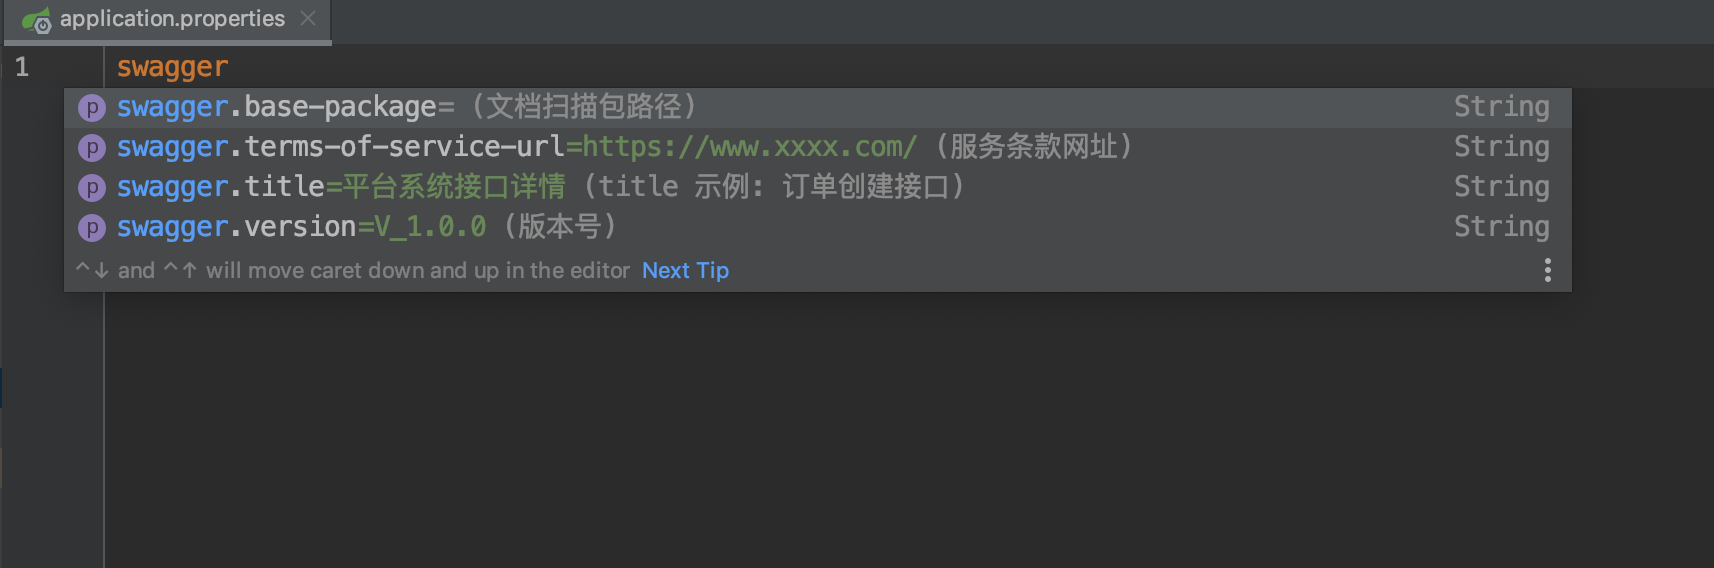 application.properties
1 swagger
swagger.base-package= (文档扫描包路径) String
swagger.terms-of-service-url=https://www.xxxx.com/ (服务条款网址) String
swagger.title=平台系统接口详情 (title 示例: 订单创建接口) String
swagger.version=V_1.0.0 (版本号) String
^↓ and ^↑ will move caret down and up in the editor Next Tip